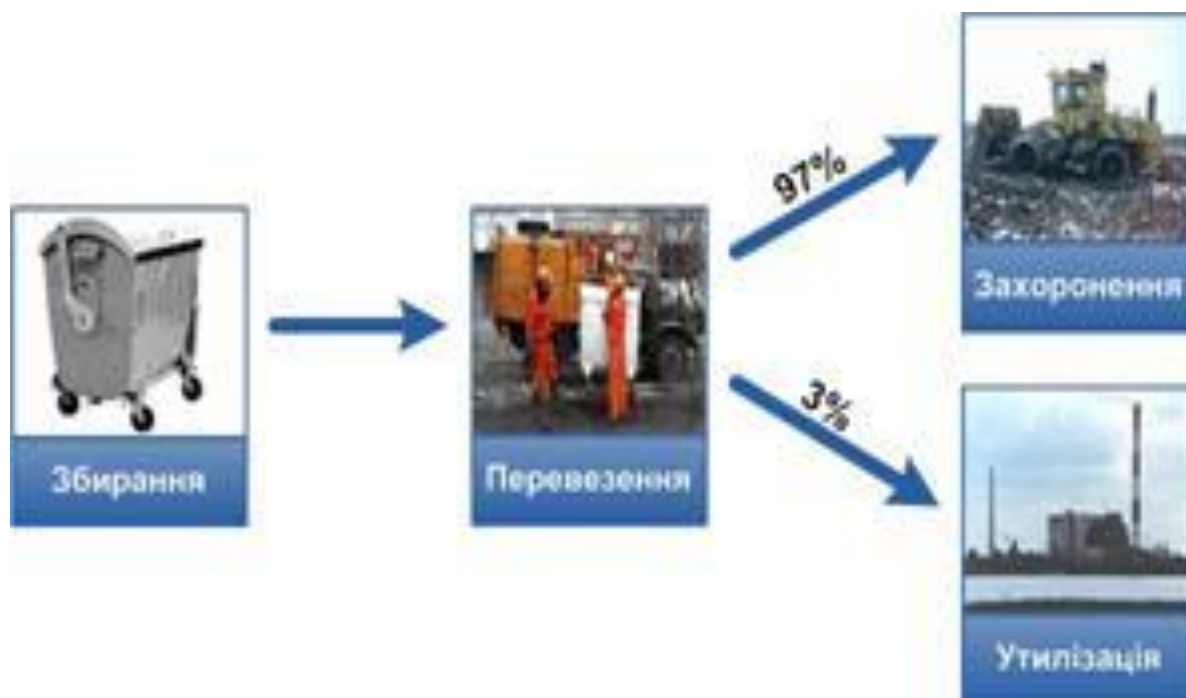 Збирання
Перевезення
97%
Захоронення
3%
Утилізація